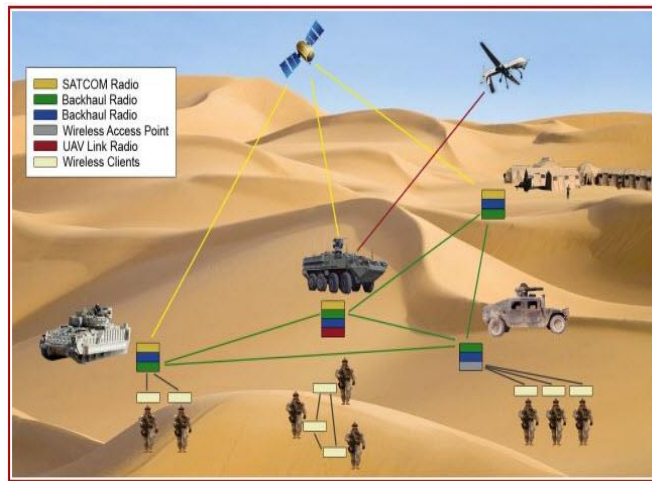 SATCOM Radio
Backhaul Radio
Backhaul Radio
Wireless Access Point
UAV Link Radio
Wireless Clients